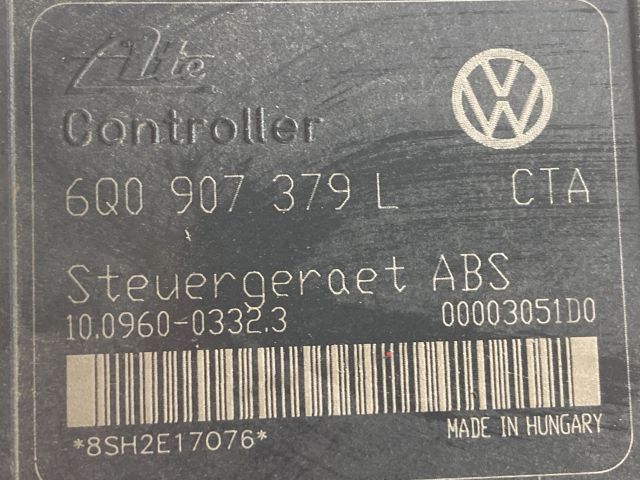 Ate
Controller
6Q0 907 379 L CTA
Steuergeraet ABS
10.0960-0332.3 00003051D0
*8SH2E17076* MADE IN HUNGARY